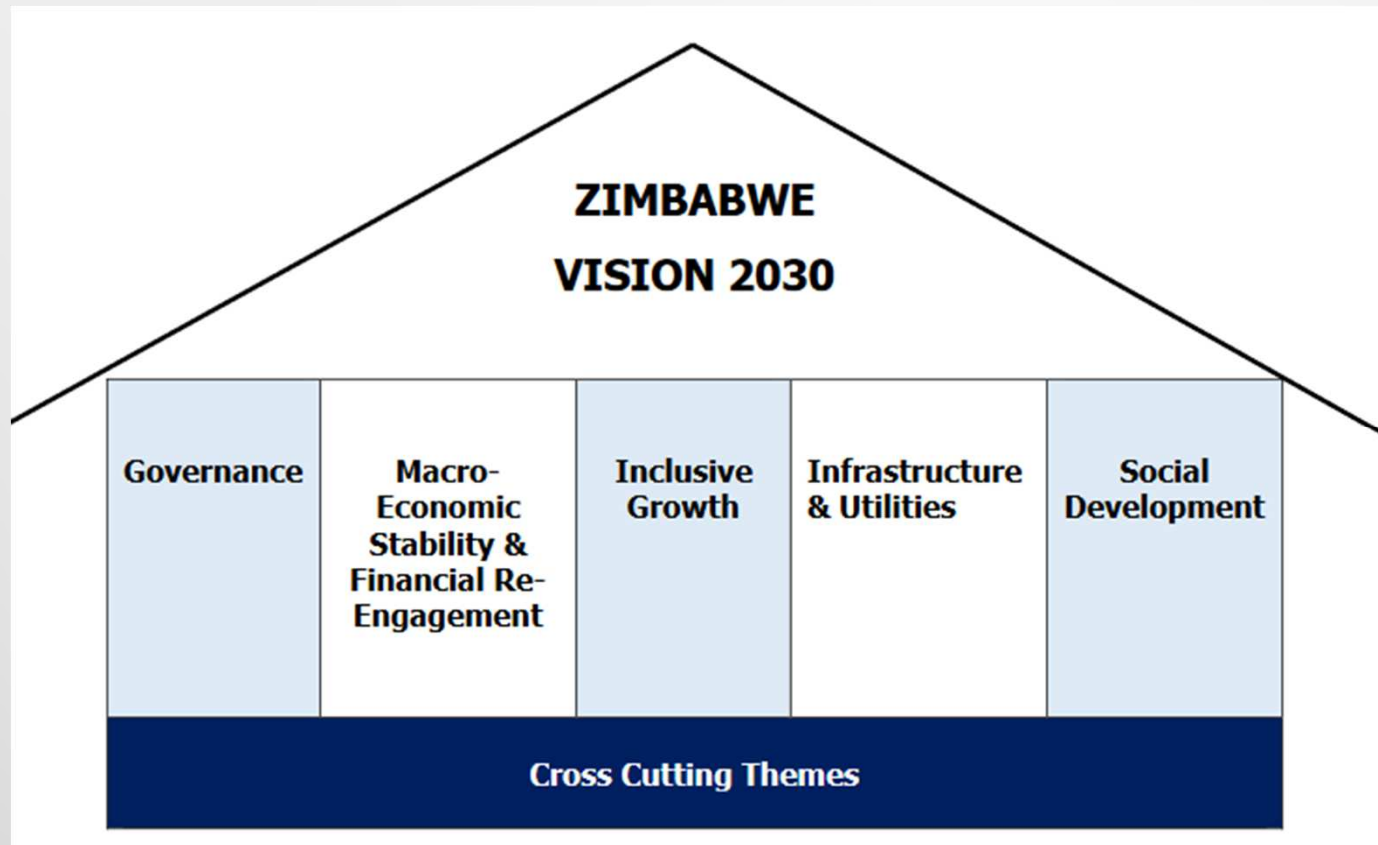 ZIMBABWE
VISION 2030
Governance
Macro-
Economic
Stability &
Financial Re-
Engagement
Inclusive
Growth
Infrastructure
& Utilities
Social
Development
Cross Cutting Themes